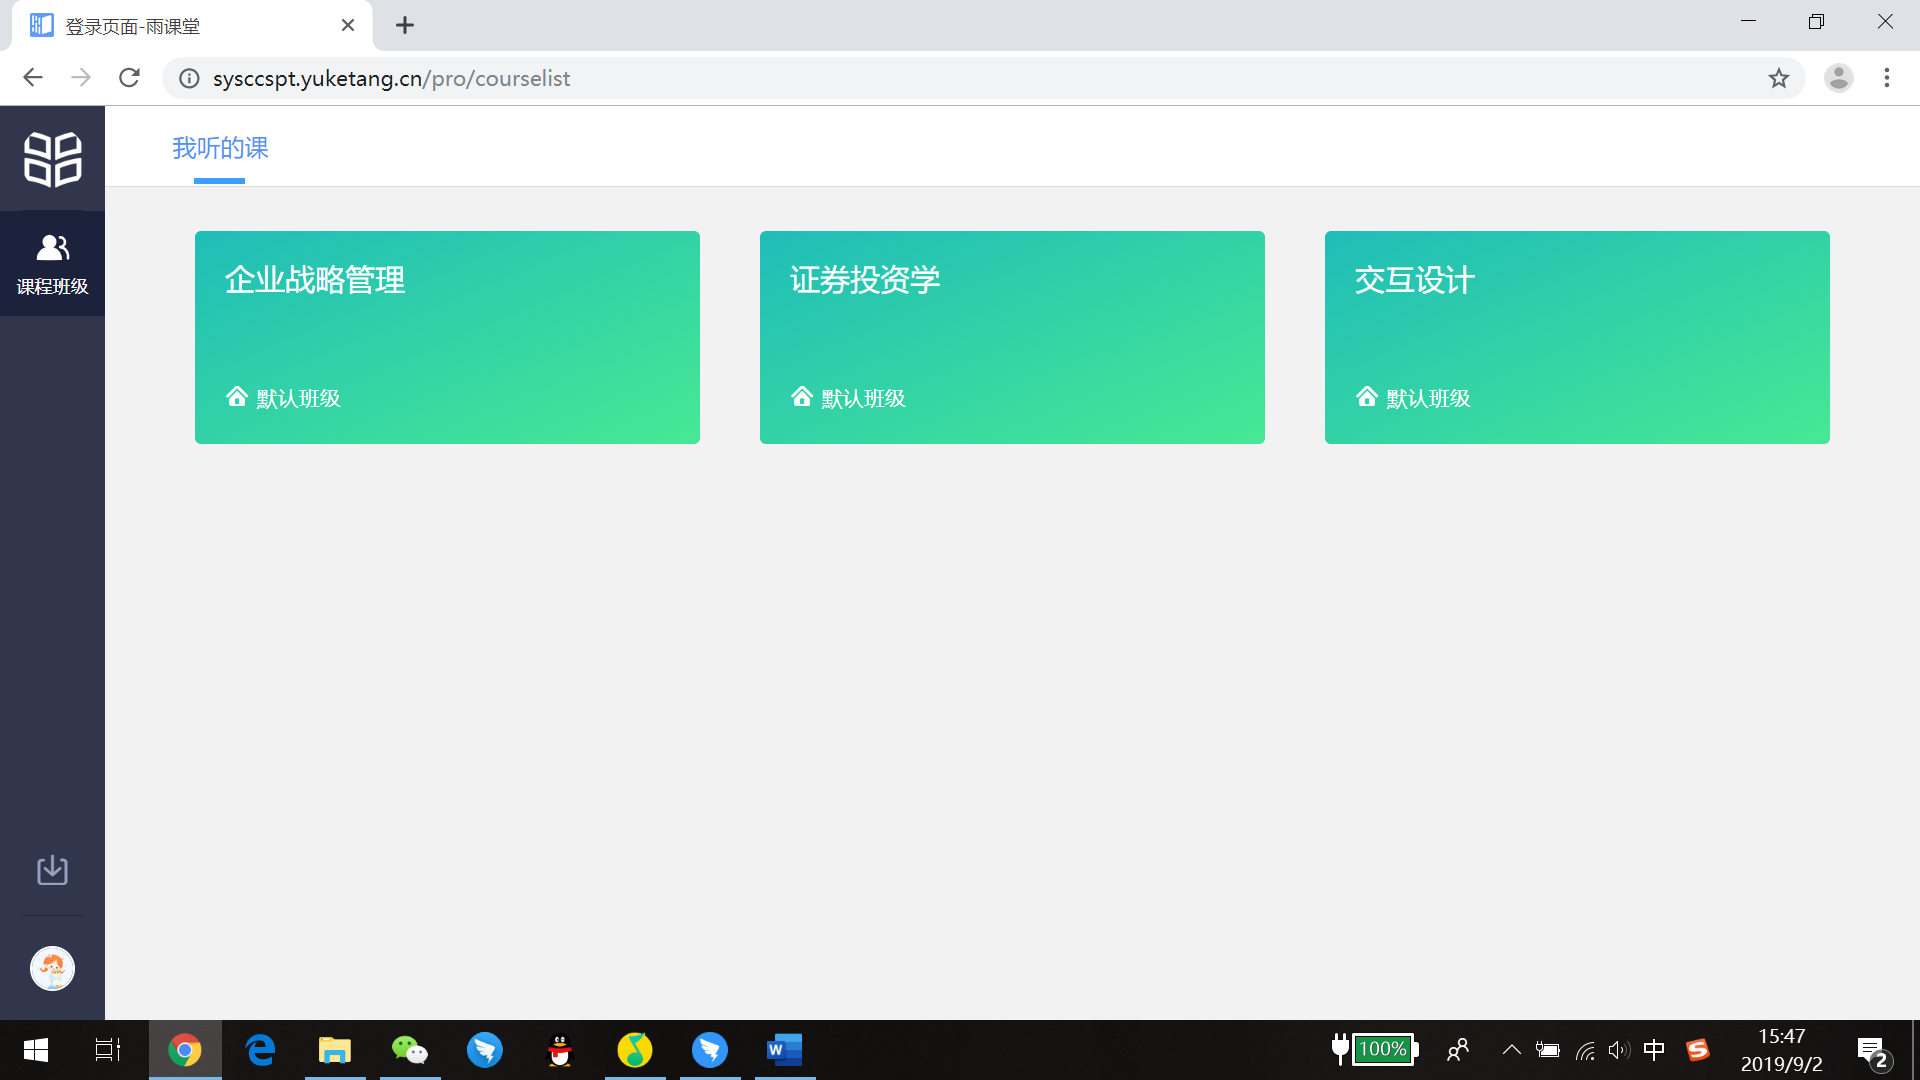 登录页面-雨课堂
sysccspt.yuketang.cn/pro/courselist
我听的课
课程班级
企业战略管理
默认班级
证券投资学
默认班级
交互设计
默认班级
100%
中
15:47
2019/9/2
2